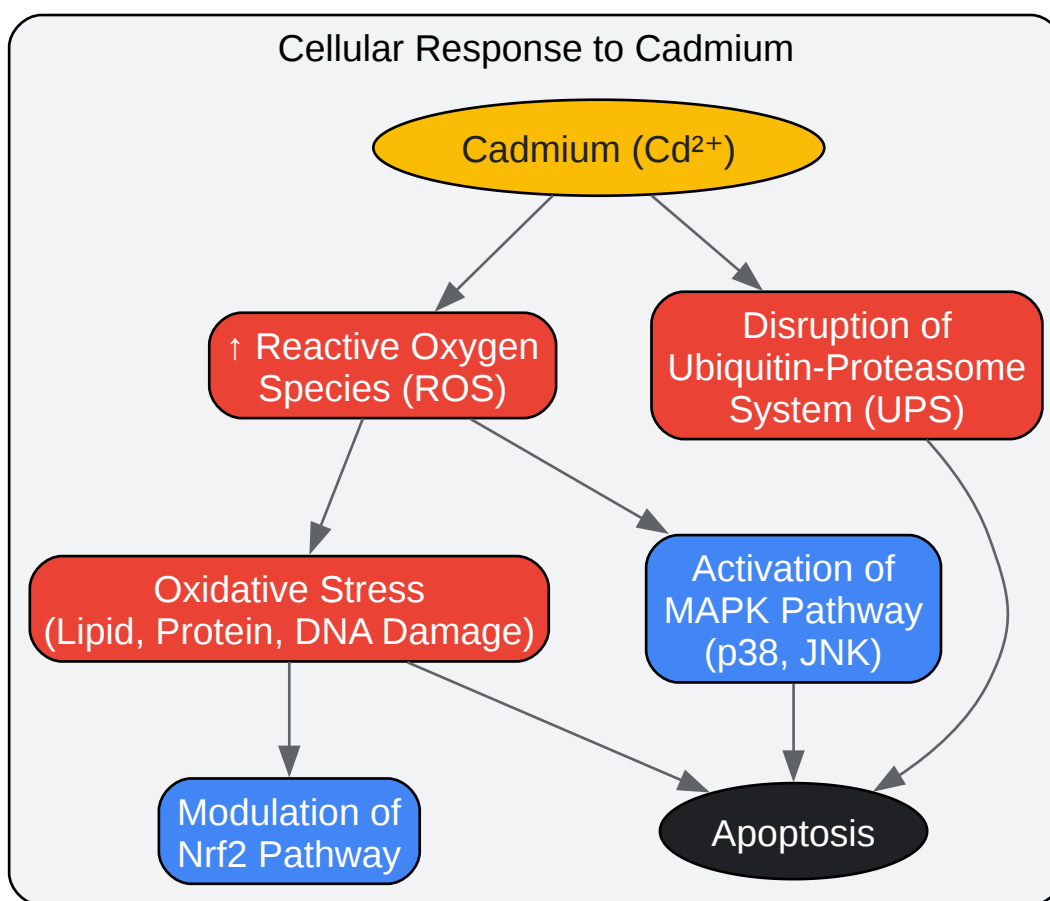 Cellular Response to Cadmium
Cadmium (Cd²⁺)
↑ Reactive Oxygen
Species (ROS)
Disruption of
Ubiquitin-Proteasome
System (UPS)
Oxidative Stress
(Lipid, Protein, DNA Damage)
Activation of
MAPK Pathway
(p38, JNK)
Modulation of
Nrf2 Pathway
Apoptosis